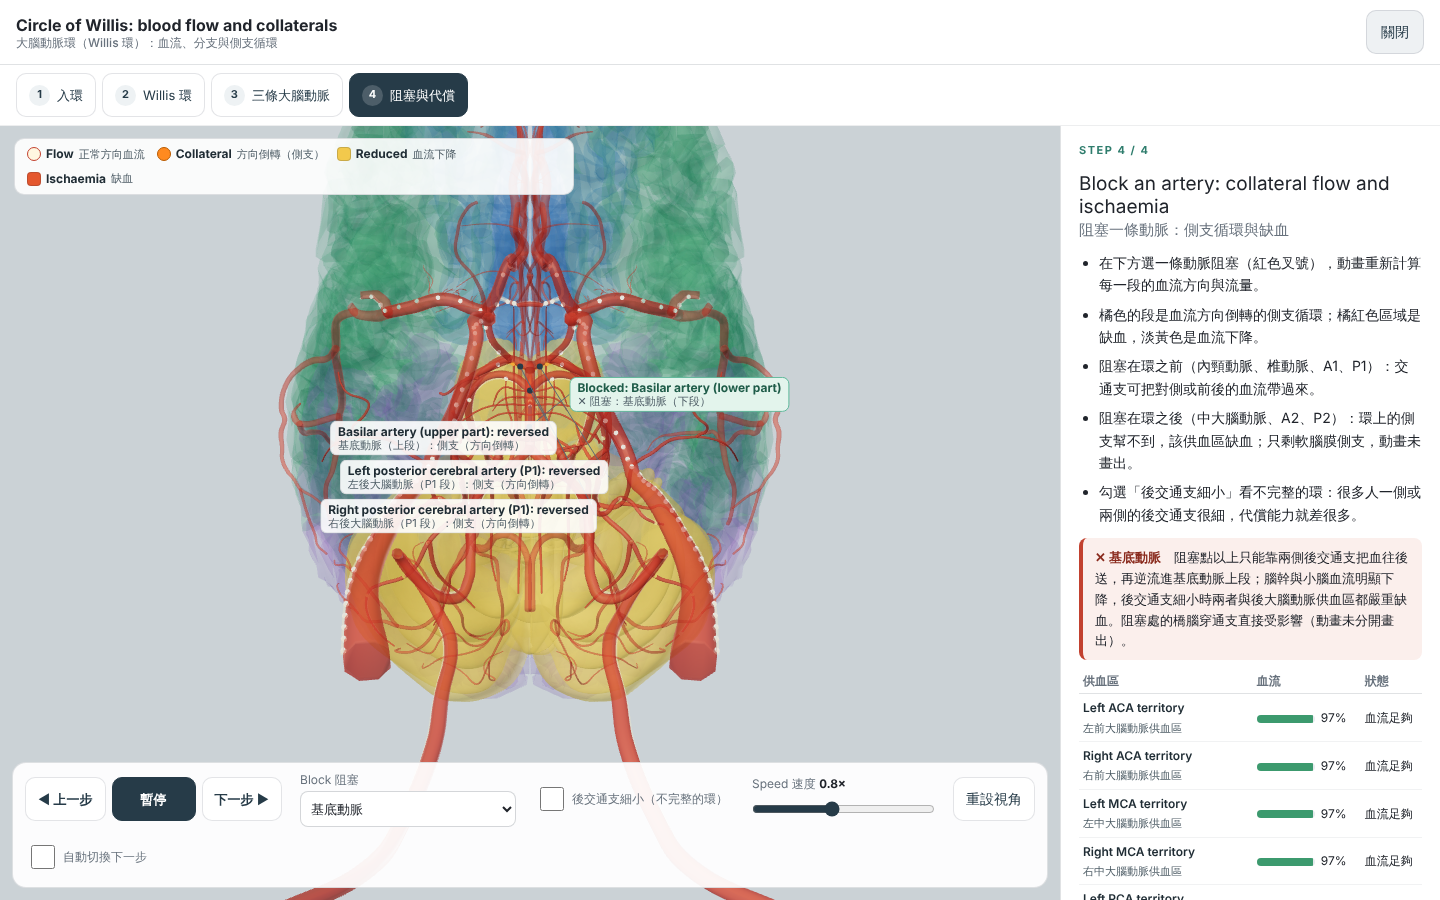 Circle of Willis: blood flow and collaterals
大腦動脈環（Willis 環）：血流、分支與側支循環
關閉
1 入環
2 Willis 環
3 三條大腦動脈
4 阻塞與代償
Flow 正常方向血流 Collateral 方向倒轉（側支） Reduced 血流下降
Ischaemia 缺血
Blocked: Basilar artery (lower part)
✕ 阻塞：基底動脈（下段）
Basilar artery (upper part): reversed
基底動脈（上段）：側支（方向倒轉）
Left posterior cerebral artery (P1): reversed
左後大腦動脈（P1 段）：側支（方向倒轉）
Right posterior cerebral artery (P1): reversed
右後大腦動脈（P1 段）：側支（方向倒轉）
◀ 上一步
暫停
下一步 ▶
Block 阻塞
基底動脈
後交通支細小（不完整的環）
Speed 速度 0.8×
重設視角
自動切換下一步
STEP 4 / 4
Block an artery: collateral flow and
ischaemia
阻塞一條動脈：側支循環與缺血
在下方選一條動脈阻塞（紅色叉號），動畫重新計算
每一段的血流方向與流量。
橘色的段是血流方向倒轉的側支循環；橘紅色區域是
缺血，淡黃色是血流下降。
阻塞在環之前（內頸動脈、椎動脈、A1、P1）：交
通支可把對側或前後的血流帶過來。
阻塞在環之後（中大腦動脈、A2、P2）：環上的側
支幫不到，該供血區缺血；只剩軟腦膜側支，動畫未
畫出。
勾選「後交通支細小」看不完整的環：很多人一側或
兩側的後交通支很細，代償能力就差很多。
✕ 基底動脈 阻塞點以上只能靠兩側後交通支把血往後
送，再逆流進基底動脈上段；腦幹與小腦血流明顯下
降，後交通支細小時兩者與後大腦動脈供血區都嚴重缺
血。阻塞處的橋腦穿通支直接受影響（動畫未分開畫
出）。
供血區 血流 狀態
Left ACA territory
左前大腦動脈供血區
97% 血流足夠
Right ACA territory
右前大腦動脈供血區
97% 血流足夠
Left MCA territory
左中大腦動脈供血區
97% 血流足夠
Right MCA territory
右中大腦動脈供血區
97% 血流足夠
Left PCA territory